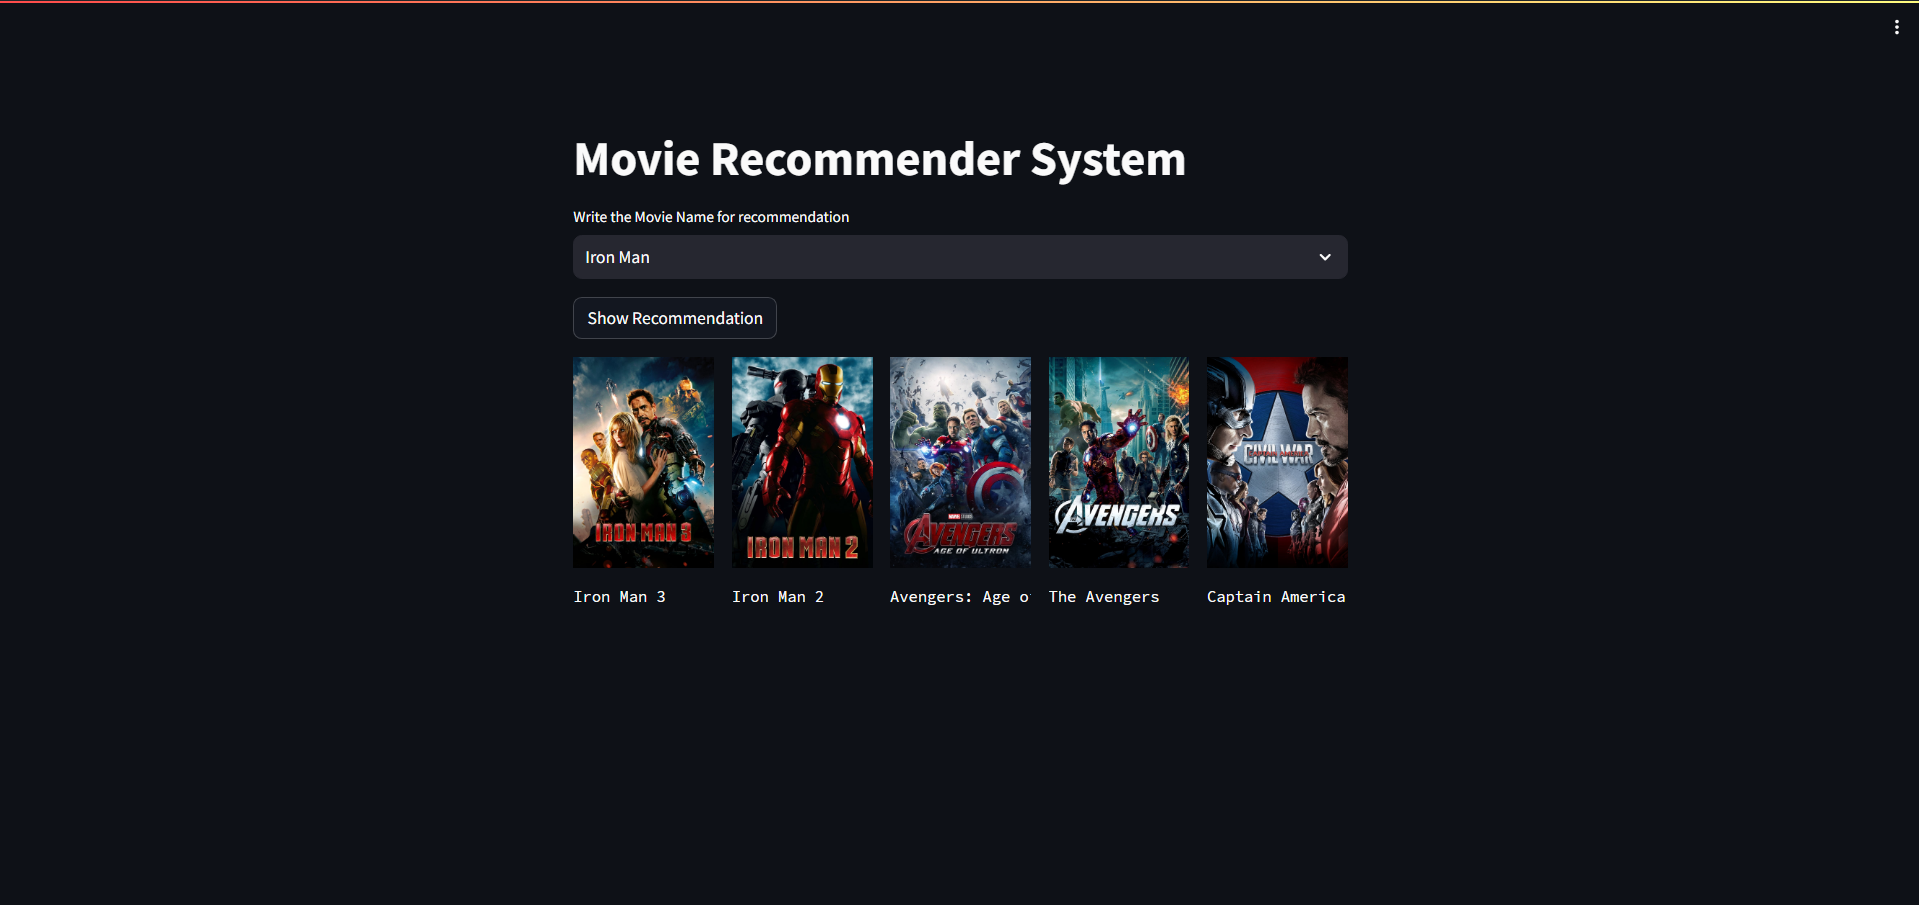 Movie Recommender System
Write the Movie Name for recommendation
Iron Man
Show Recommendation
IRON MAN 3
IRON MAN 2
MARVEL STUDIOS
AVENGERS
AGE OF ULTRON
AVENGERS
CIVIL WAR
Iron Man 3
Iron Man 2
Avengers: Age o
The Avengers
Captain America